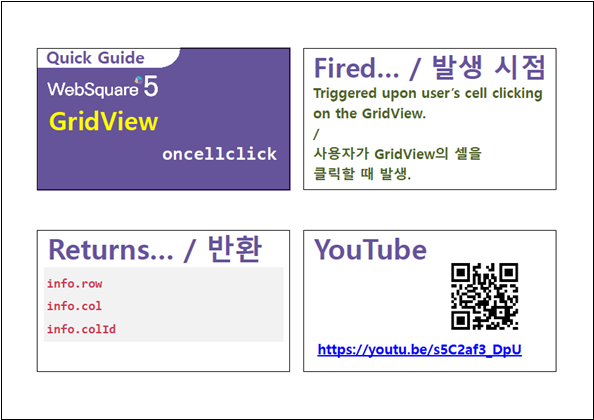 Quick Guide
WebSquare 5
GridView
oncellclick
Fired... / 발생 시점
Triggered upon user's cell clicking
on the GridView.
/
사용자가 GridView의 셀을
클릭할 때 발생.
Returns... / 반환
info.row
info.col
info.colId
YouTube
https://youtu.be/s5C2af3_DpU